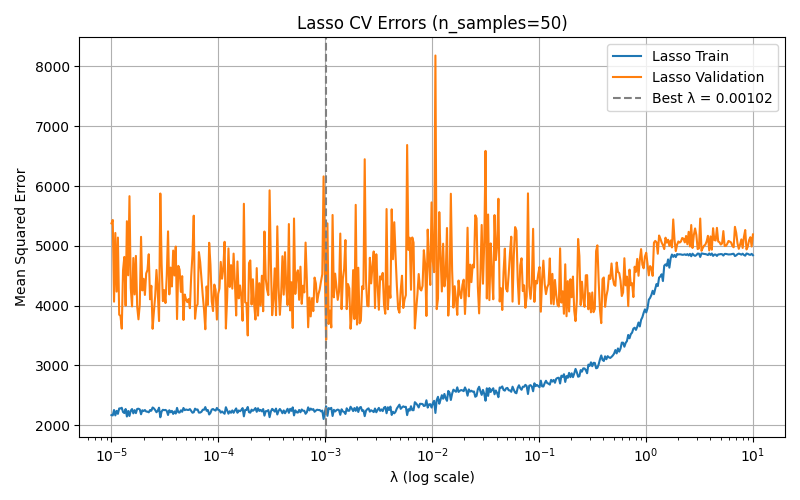 Lasso CV Errors (n_samples=50)
Lasso Train
Lasso Validation
Best λ = 0.00102
Mean Squared Error
8000
7000
6000
5000
4000
3000
2000
10⁻⁵
10⁻⁴
10⁻³
10⁻²
10⁻¹
10⁰
10¹
λ (log scale)